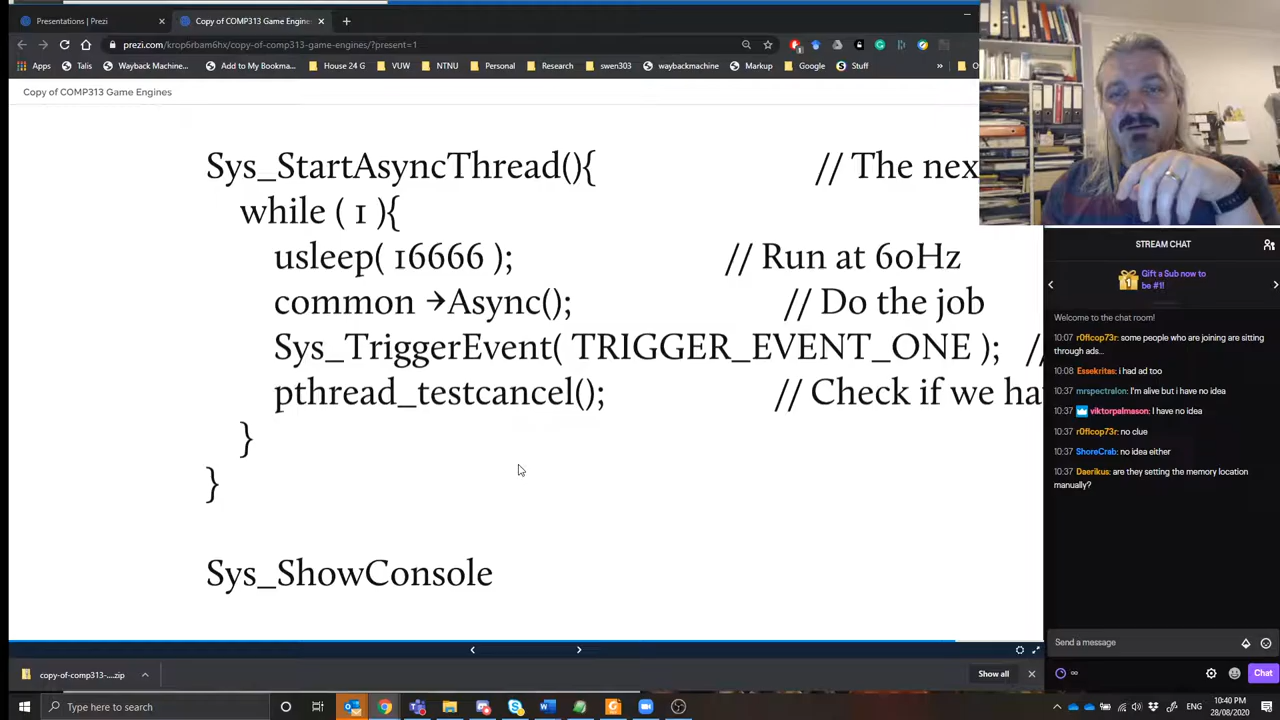 Presentations | Prezi
Copy of COMP313 Game Engines
prezi.com/krop6rbam6hx/copy-of-comp313-game-engines/?present=1
Apps Talis Wayback Machine... Add to My Bookma... House 24 G VUW NTNU Personal Research swen303 waybackmachine Markup Google Stuff »
Copy of COMP313 Game Engines
Sys_StartAsyncThread(){ // The nex
while ( 1 ){
usleep( 16666 ); // Run at 60Hz
common →Async(); // Do the job
Sys_TriggerEvent( TRIGGER_EVENT_ONE ); //
pthread_testcancel(); // Check if we ha
}
}
Sys_ShowConsole
STREAM CHAT
Gift a Sub now to
be #1!
Welcome to the chat room!
10:07 r0flcop73r: some people who are joining are sitting
through ads...
10:08 Essekritas: i had ad too
10:37 mrspectralon: I'm alive but i have no idea
10:37 viktorpalmason: I have no idea
10:37 r0flcop73r: no clue
10:37 ShoreCrab: no idea either
10:37 Daerikus: are they setting the memory location
manually?
Send a message
Chat
copy-of-comp313-....zip
Show all
Type here to search
ENG
10:40 PM
28/08/2020